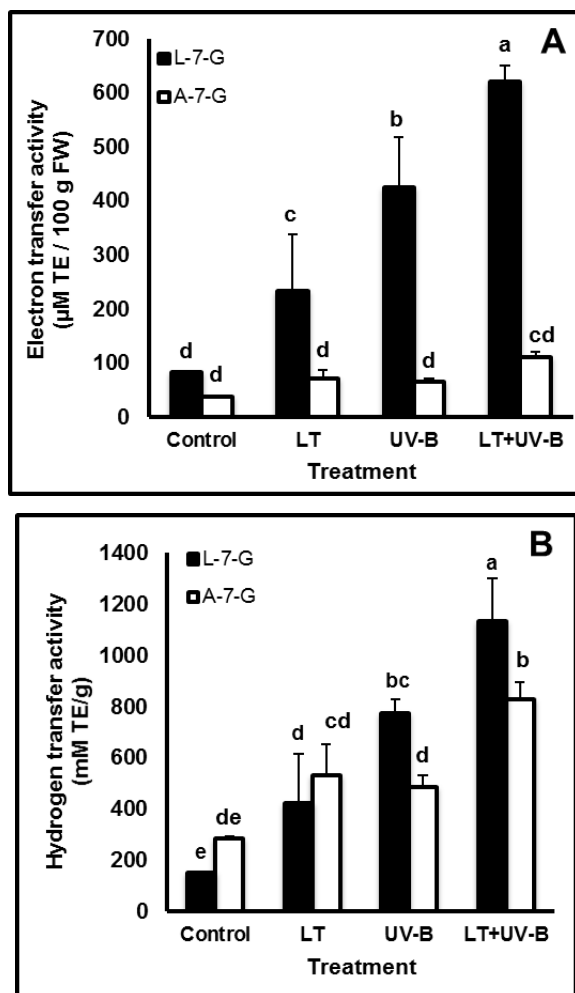 A
700
600
500
400
300
200
100
0
Electron transfer activity
(µM TE / 100 g FW)
L-7-G
A-7-G
d
d
c
d
b
d
a
cd
Control LT UV-B LT+UV-B
Treatment
B
1400
1200
1000
800
600
400
200
0
Hydrogen transfer activity
(mM TE/g)
L-7-G
A-7-G
e
de
d
cd
bc
d
a
b
Control LT UV-B LT+UV-B
Treatment